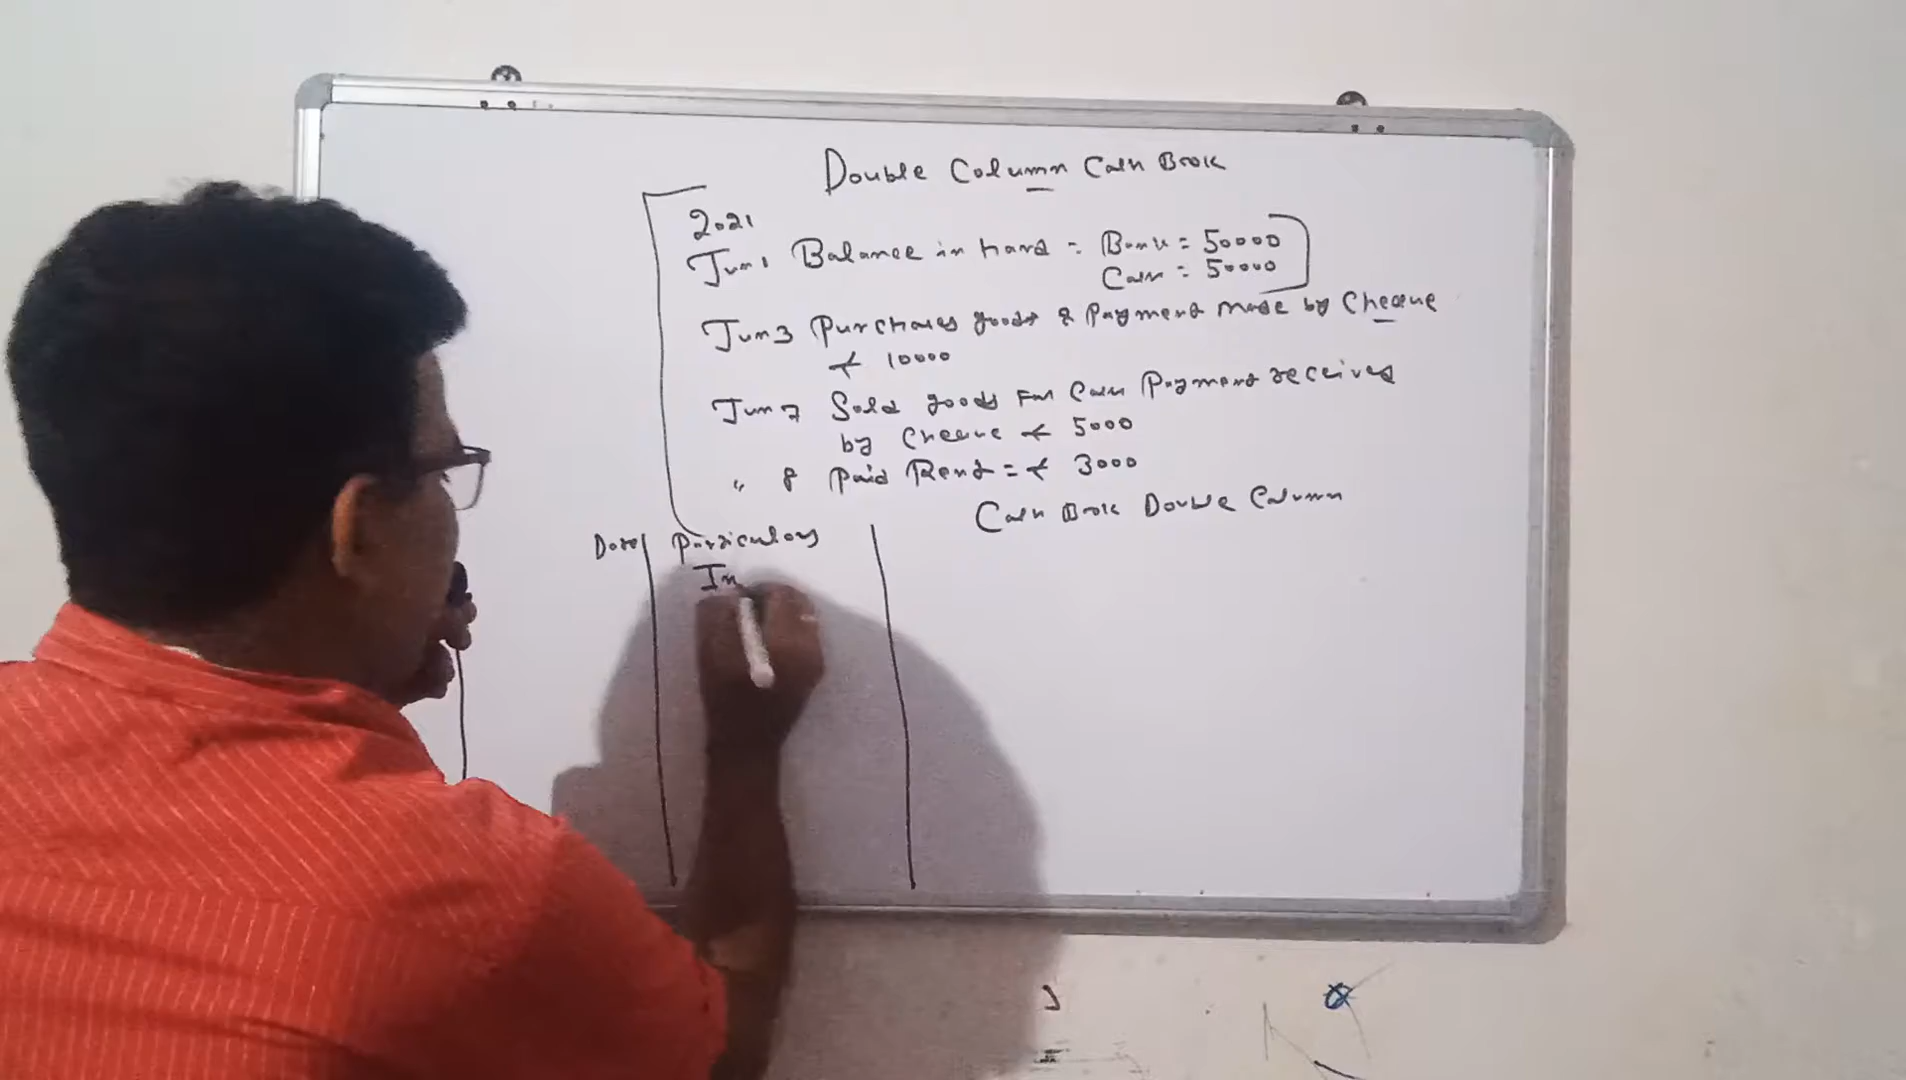 Double Column Cash Book
2021
Jun 1 Balance in hand = Bank = 50000
Cash = 50000
Jun 3 Purchases goods & Payment made by Cheque
₹ 10000
Jun 7 Sold goods For Cash Payment received
by Cheque ₹ 5000
" 8 Paid Rent = ₹ 3000
Cash Book Double Column
Date Particulars
In